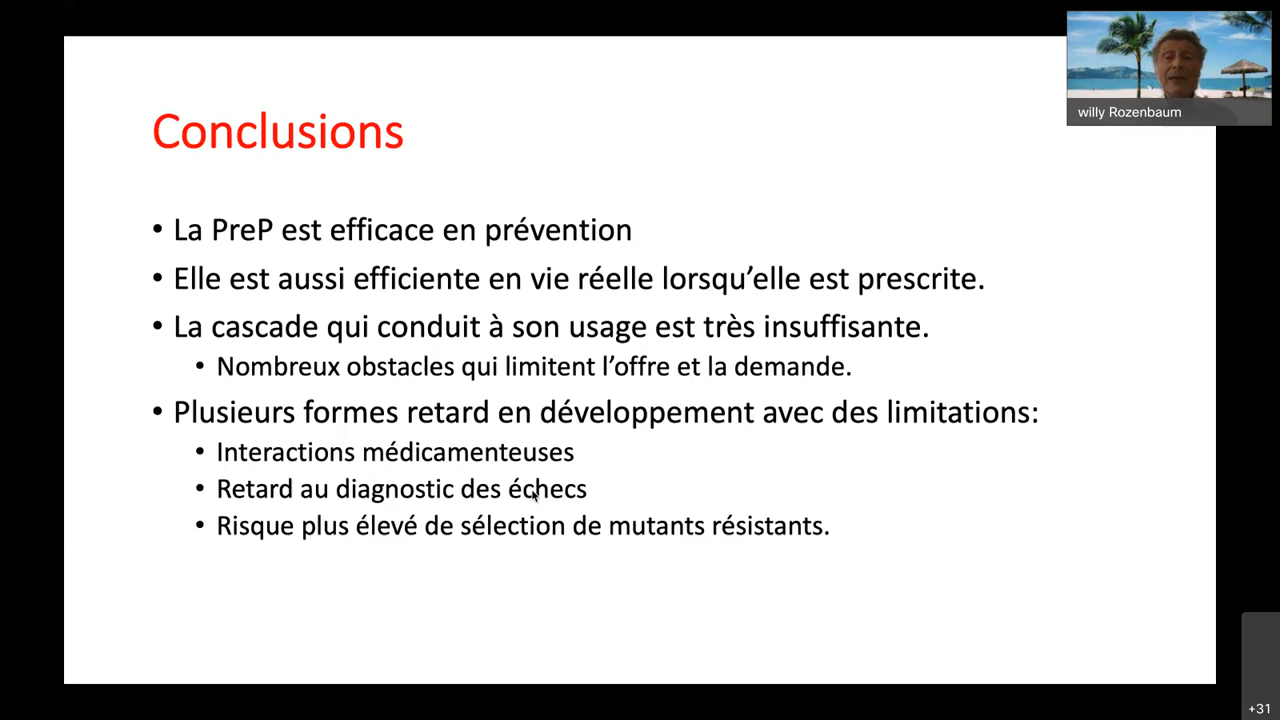 willy Rozenbaum
Conclusions
• La PreP est efficace en prévention
• Elle est aussi efficiente en vie réelle lorsqu’elle est prescrite.
• La cascade qui conduit à son usage est très insuffisante.
• Nombreux obstacles qui limitent l’offre et la demande.
• Plusieurs formes retard en développement avec des limitations:
• Interactions médicamenteuses
• Retard au diagnostic des échecs
• Risque plus élevé de sélection de mutants résistants.
+31